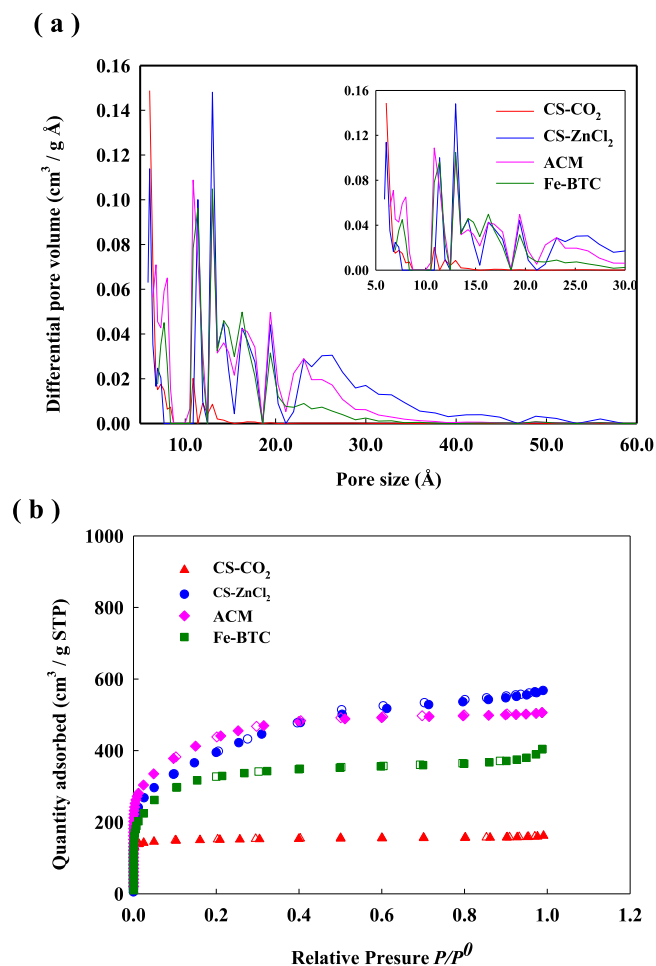 ( a )
Differential pore volume (cm³ / g Å)
0.16
0.14
0.12
0.10
0.08
0.06
0.04
0.02
0.00
10.0 20.0 30.0 40.0 50.0 60.0
Pore size (Å)
0.16
0.12
0.08
0.04
0.00
5.0 10.0 15.0 20.0 25.0 30.0
CS-CO₂
CS-ZnCl₂
ACM
Fe-BTC
( b )
Quantity adsorbed (cm³ / g STP)
1000
800
600
400
200
0
0.0 0.2 0.4 0.6 0.8 1.0 1.2
Relative Presure P/P⁰
CS-CO₂
CS-ZnCl₂
ACM
Fe-BTC